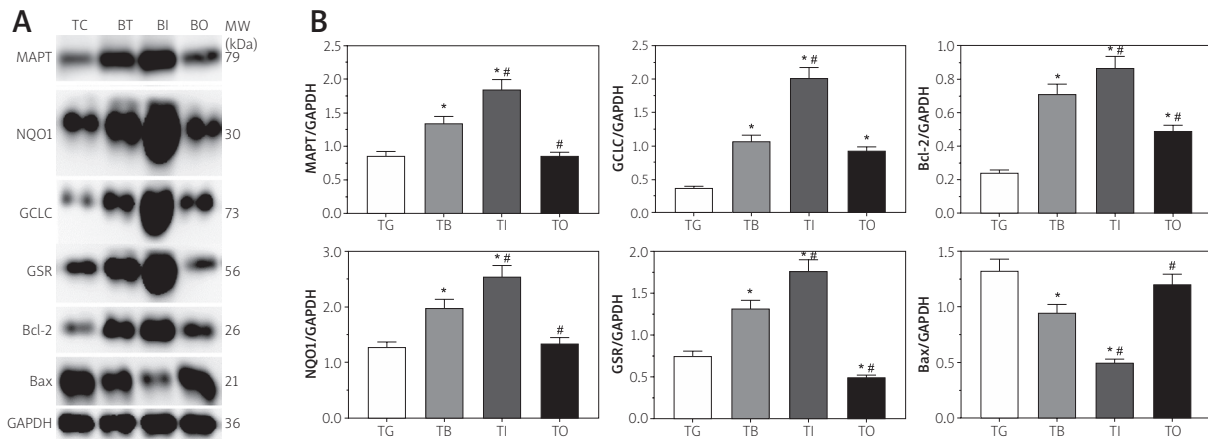 A
TC BT BI BO MW
(kDa)
MAPT 79
NQO1 30
GCLC 73
GSR 56
Bcl-2 26
Bax 21
GAPDH 36
B
MAPT/GAPDH
2.5
2.0
1.5
1.0
0.5
0.0
*
* #
#
TG TB TI TO
GCLC/GAPDH
2.5
2.0
1.5
1.0
0.5
0.0
*
* #
*
TG TB TI TO
Bcl-2/GAPDH
1.0
0.8
0.6
0.4
0.2
0.0
*
* #
* #
TG TB TI TO
NQO1/GAPDH
3.0
2.0
1.0
0.0
*
* #
#
TG TB TI TO
GSR/GAPDH
2.0
1.5
1.0
0.5
0.0
*
* #
* #
TG TB TI TO
Bax/GAPDH
1.5
1.0
0.5
0.0
*
* #
#
TG TB TI TO